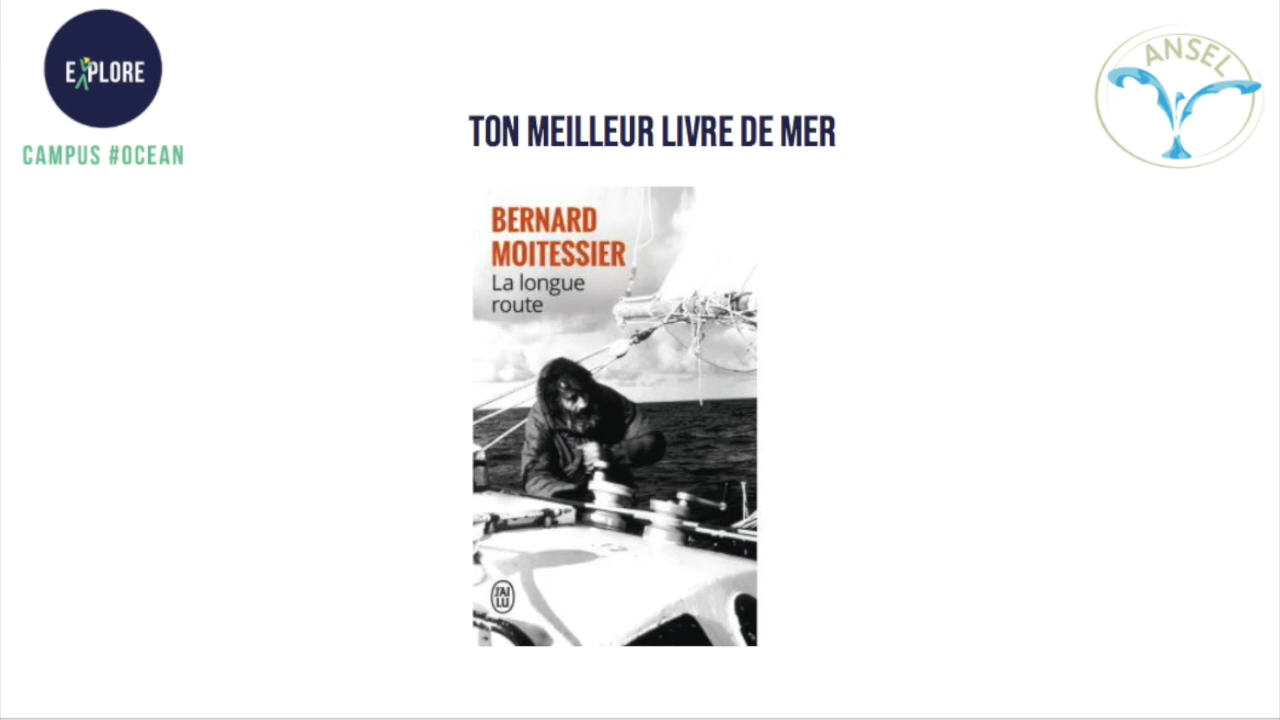 EXPLORE
CAMPUS #OCEAN
ANSEL
TON MEILLEUR LIVRE DE MER
BERNARD
MOITESSIER
La longue
route
J'AI
LU